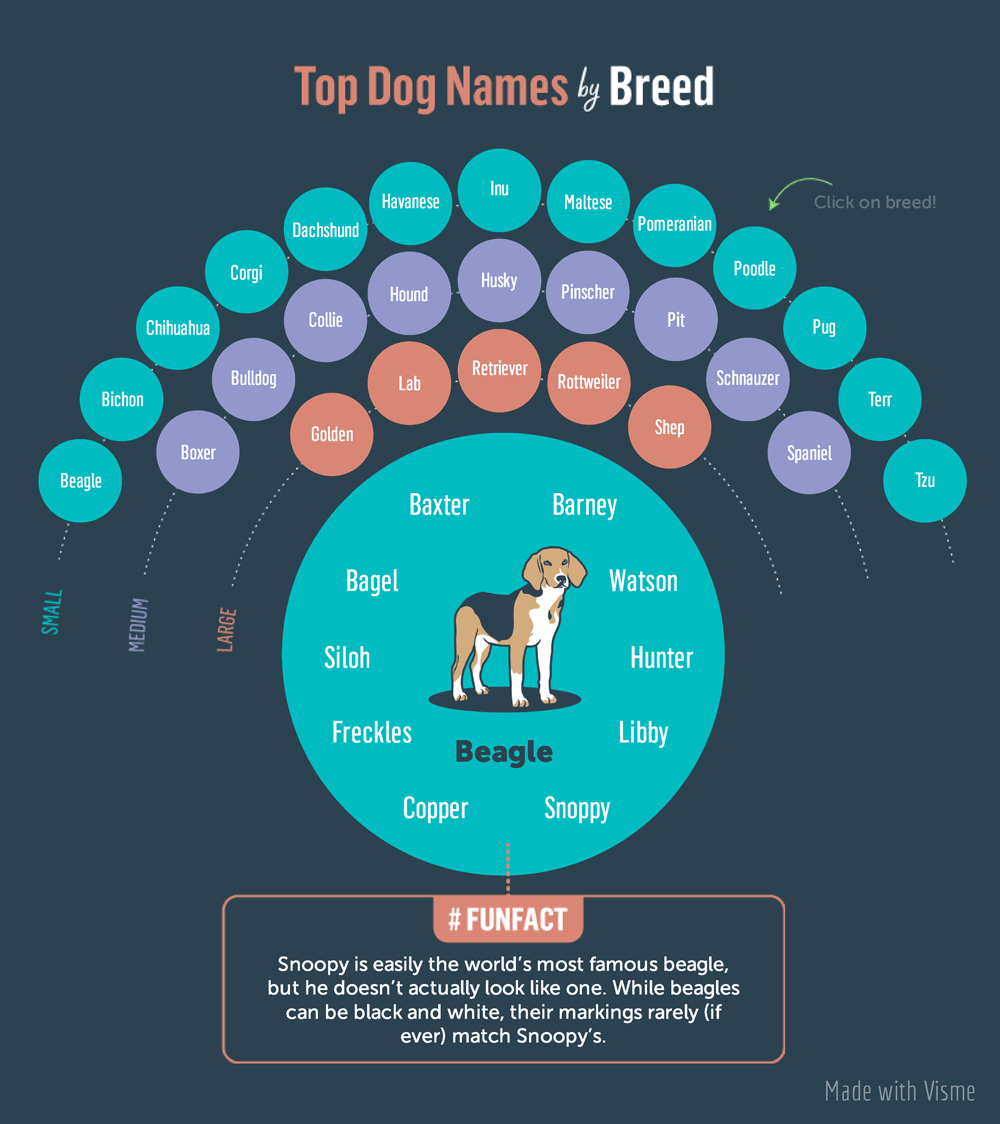 Top Dog Names by Breed
Click on breed!
Beagle
Bichon
Chihuahua
Corgi
Dachshund
Havanese
Inu
Maltese
Pomeranian
Poodle
Pug
Terr
Tzu
Boxer
Bulldog
Collie
Hound
Husky
Pinscher
Pit
Schnauzer
Spaniel
Golden
Lab
Retriever
Rottweiler
Shep
SMALL
MEDIUM
LARGE
Baxter
Barney
Bagel
Watson
Siloh
Hunter
Freckles
Libby
Beagle
Copper
Snoppy
# FUNFACT
Snoopy is easily the world's most famous beagle,
but he doesn't actually look like one. While beagles
can be black and white, their markings rarely (if
ever) match Snoopy's.
Made with Visme